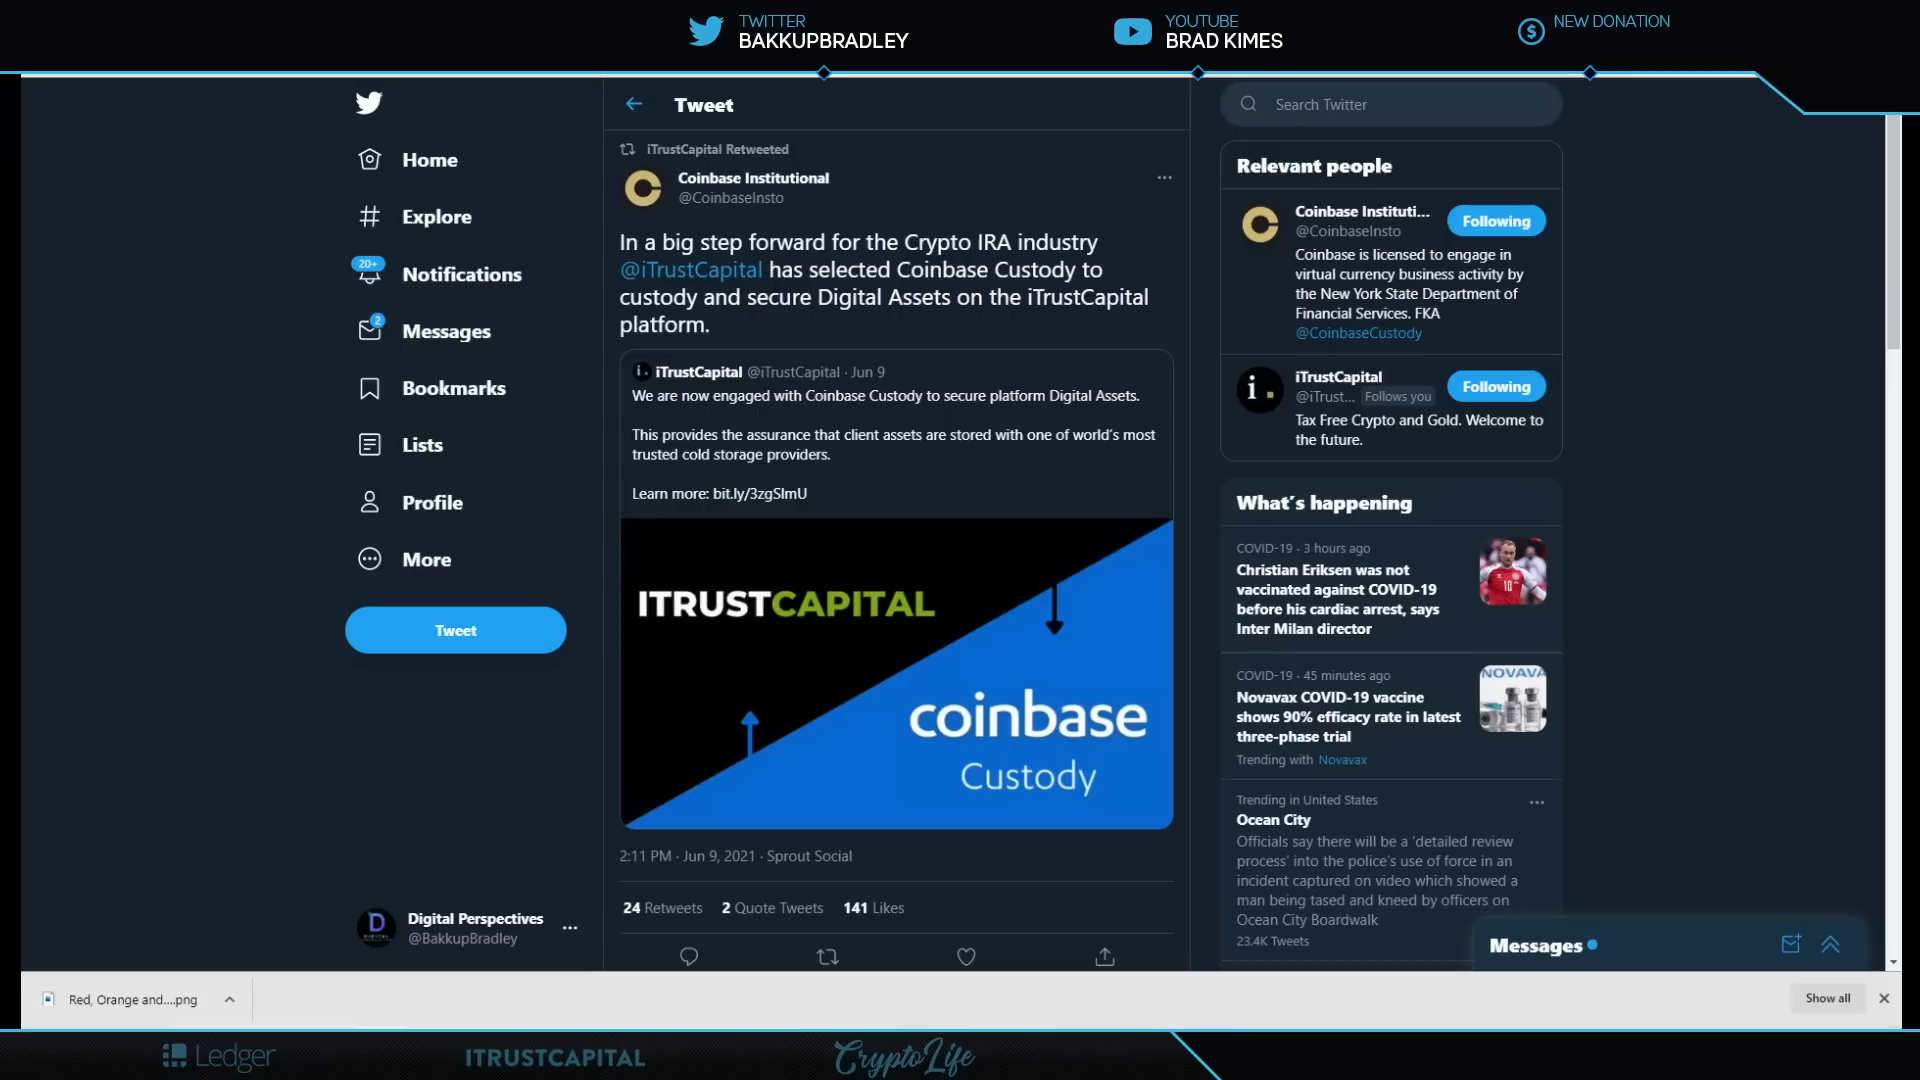 TWITTER
BAKKUPBRADLEY
YOUTUBE
BRAD KIMES
NEW DONATION
Home
Explore
20+
Notifications
2
Messages
Bookmarks
Lists
Profile
More
Tweet
Digital Perspectives
@BakkupBradley
Tweet
iTrustCapital Retweeted
Coinbase Institutional
@CoinbaseInsto
In a big step forward for the Crypto IRA industry
@iTrustCapital has selected Coinbase Custody to
custody and secure Digital Assets on the iTrustCapital
platform.
iTrustCapital @iTrustCapital · Jun 9
We are now engaged with Coinbase Custody to secure platform Digital Assets.
This provides the assurance that client assets are stored with one of world's most
trusted cold storage providers.
Learn more: bit.ly/3zgSlmU
ITRUSTCAPITAL
coinbase
Custody
2:11 PM · Jun 9, 2021 · Sprout Social
24 Retweets 2 Quote Tweets 141 Likes
Search Twitter
Relevant people
Coinbase Instituti...
@CoinbaseInsto
Following
Coinbase is licensed to engage in
virtual currency business activity by
the New York State Department of
Financial Services. FKA
@CoinbaseCustody
iTrustCapital
@iTrust... Follows you
Following
Tax Free Crypto and Gold. Welcome to
the future.
What's happening
COVID-19 · 3 hours ago
Christian Eriksen was not
vaccinated against COVID-19
before his cardiac arrest, says
Inter Milan director
10
COVID-19 · 45 minutes ago
Novavax COVID-19 vaccine
shows 90% efficacy rate in latest
three-phase trial
Trending with Novavax
NOVAVA
Trending in United States
Ocean City
Officials say there will be a 'detailed review
process' into the police's use of force in an
incident captured on video which showed a
man being tased and kneed by officers on
Ocean City Boardwalk
23.4K Tweets
Messages
Red, Orange and....png
Show all
Ledger
ITRUSTCAPITAL
CryptoLife